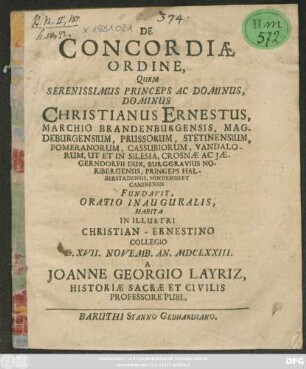 374.
Pm
572
DE
CONCORDIÆ
ORDINE,
QUEM
SERENISSIMUS PRINCEPS AC DOMINUS,
DOMINUS
CHRISTIANUS ERNESTUS,
MARCHIO BRANDENBURGENSIS, MAG-
DEBURGENSIUM, PRUSSORUM, STETINENSIUM,
POMERANORUM, CASSUBIORUM, VANDALO-
RUM, UT ET IN SILESIA, CROSNÆ AC JÆ-
GERNDORFII DUX, BURGGRAVIUS NO-
RIBERGENSIS, PRINCEPS HAL-
BERSTADENSIS, MINDENSIS ET
CAMINENSIS
FUNDAVIT,
ORATIO INAUGURALIS,
HABITA
IN ILLUSTRI
CHRISTIAN-ERNESTINO
COLLEGIO
D. XVII. NOVEMB. AN. MDCLXXIII.
A
JOANNE GEORGIO LAYRIZ,
HISTORIÆ SACRÆ ET CIVILIS
PROFESSORE PUBL.
BARUTHI STANNO GEBHARDIANO.